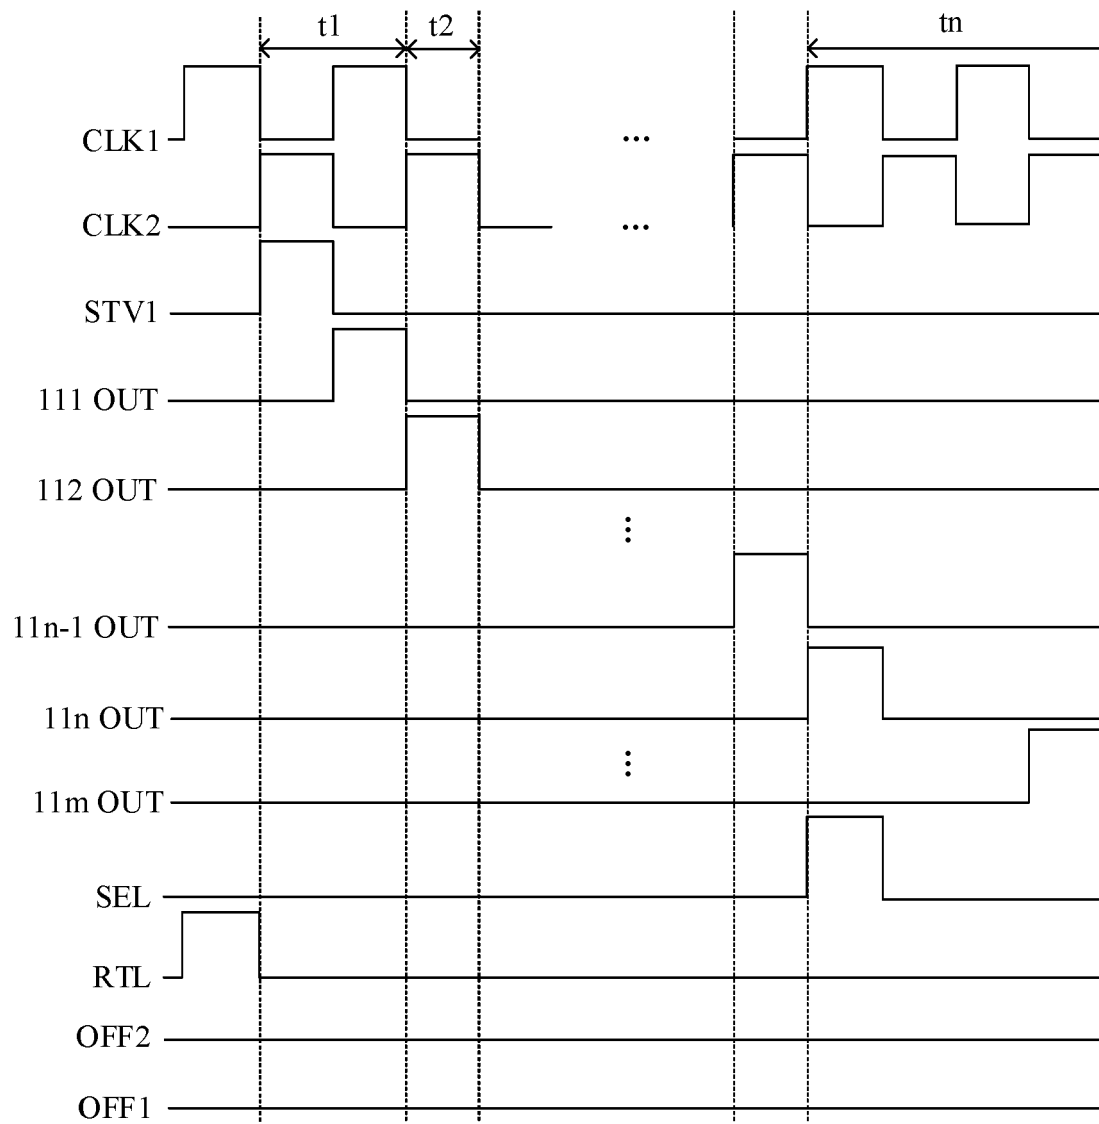 t1 t2 tn
CLK1 ...
CLK2 ...
STV1
111 OUT
112 OUT
11n-1 OUT
11n OUT
11m OUT
SEL
RTL
OFF2
OFF1